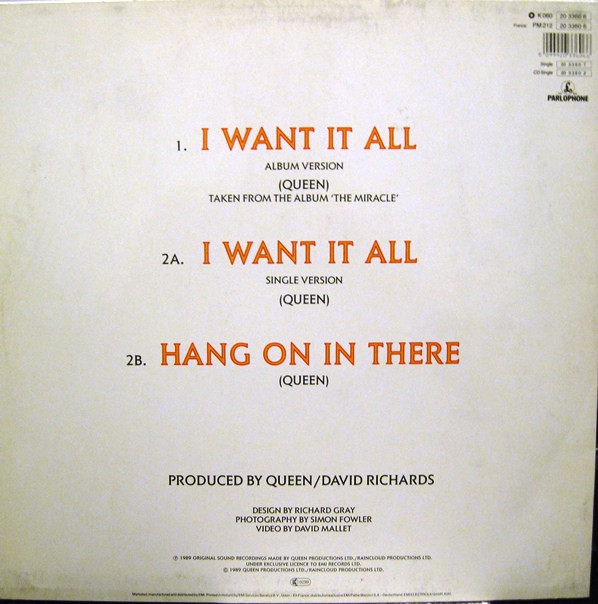 K 060 20 3360 6
France: PM 212 20 3360 6
Single
CD Single
PARLOPHONE
1. I WANT IT ALL
ALBUM VERSION
(QUEEN)
TAKEN FROM THE ALBUM 'THE MIRACLE'
2A. I WANT IT ALL
SINGLE VERSION
(QUEEN)
2B. HANG ON IN THERE
(QUEEN)
PRODUCED BY QUEEN/DAVID RICHARDS
DESIGN BY RICHARD GRAY
PHOTOGRAPHY BY SIMON FOWLER
VIDEO BY DAVID MALLET
℗ 1989 ORIGINAL SOUND RECORDINGS MADE BY QUEEN PRODUCTIONS LTD./RAINCLOUD PRODUCTIONS LTD.
UNDER EXCLUSIVE LICENCE TO EMI RECORDS LTD.
© 1989 QUEEN PRODUCTIONS LTD./RAINCLOUD PRODUCTIONS LTD.